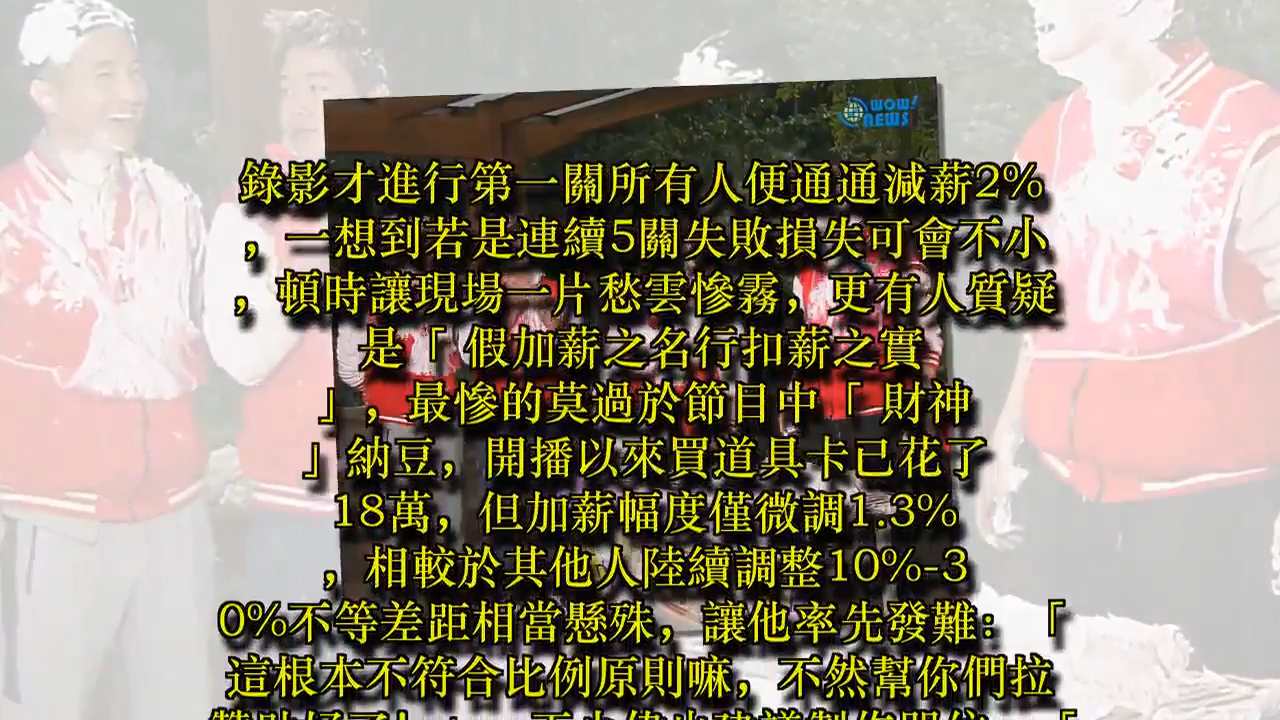 WOW!
NEWS
錄影才進行第一關所有人便通通減薪2%
，一想到若是連續5關失敗損失可會不小
，頓時讓現場一片愁雲慘霧，更有人質疑
是「 假加薪之名行扣薪之實
」，最慘的莫過於節目中「 財神
」納豆，開播以來買道具卡已花了
18萬，但加薪幅度僅微調1.3%
，相較於其他人陸續調整10%-3
0%不等差距相當懸殊，讓他率先發難：「
這根本不符合比例原則嘛，不然幫你們拉
04